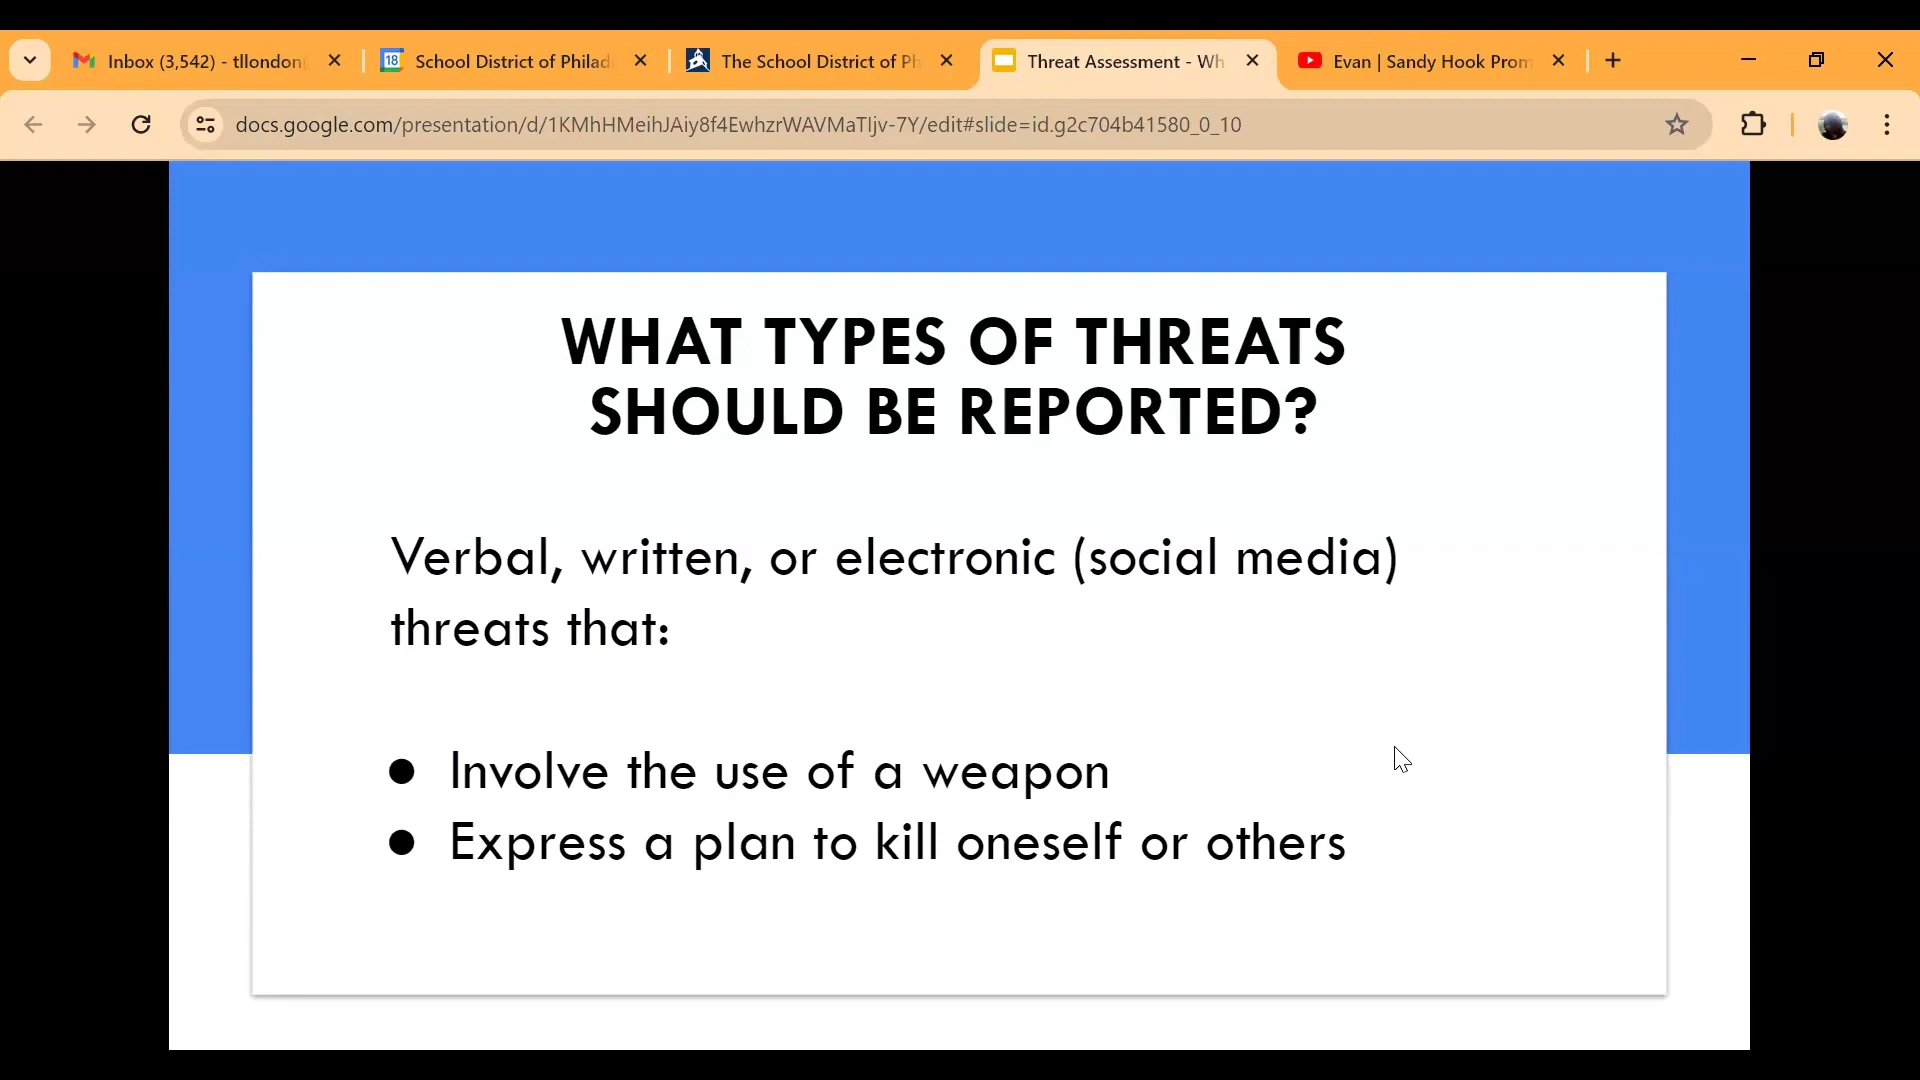 Inbox (3,542) - tllondon
18
School District of Philad
The School District of Ph
Threat Assessment - Wh
Evan | Sandy Hook Prom
docs.google.com/presentation/d/
edit#slide=id.g2c704b41580_0_10
WHAT TYPES OF THREATS
SHOULD BE REPORTED?
Verbal, written, or electronic (social media)
threats that:
● Involve the use of a weapon
● Express a plan to kill oneself or others